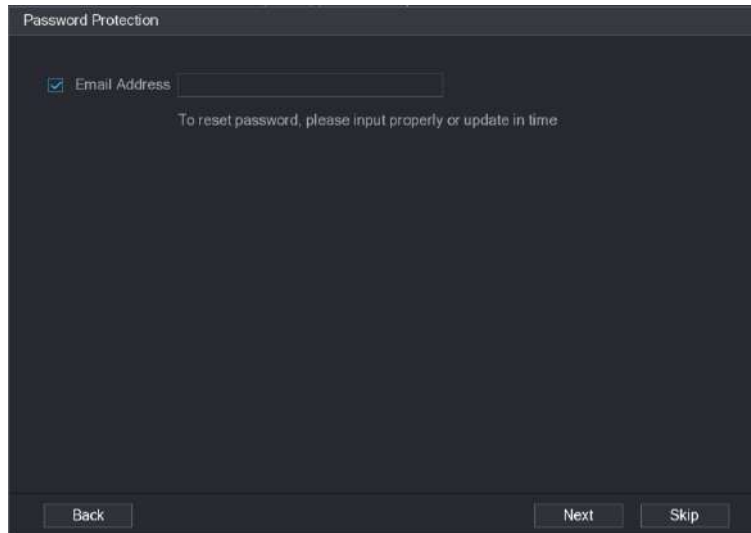 Password Protection
Email Address
To reset password, please input properly or update in time
Back
Next
Skip